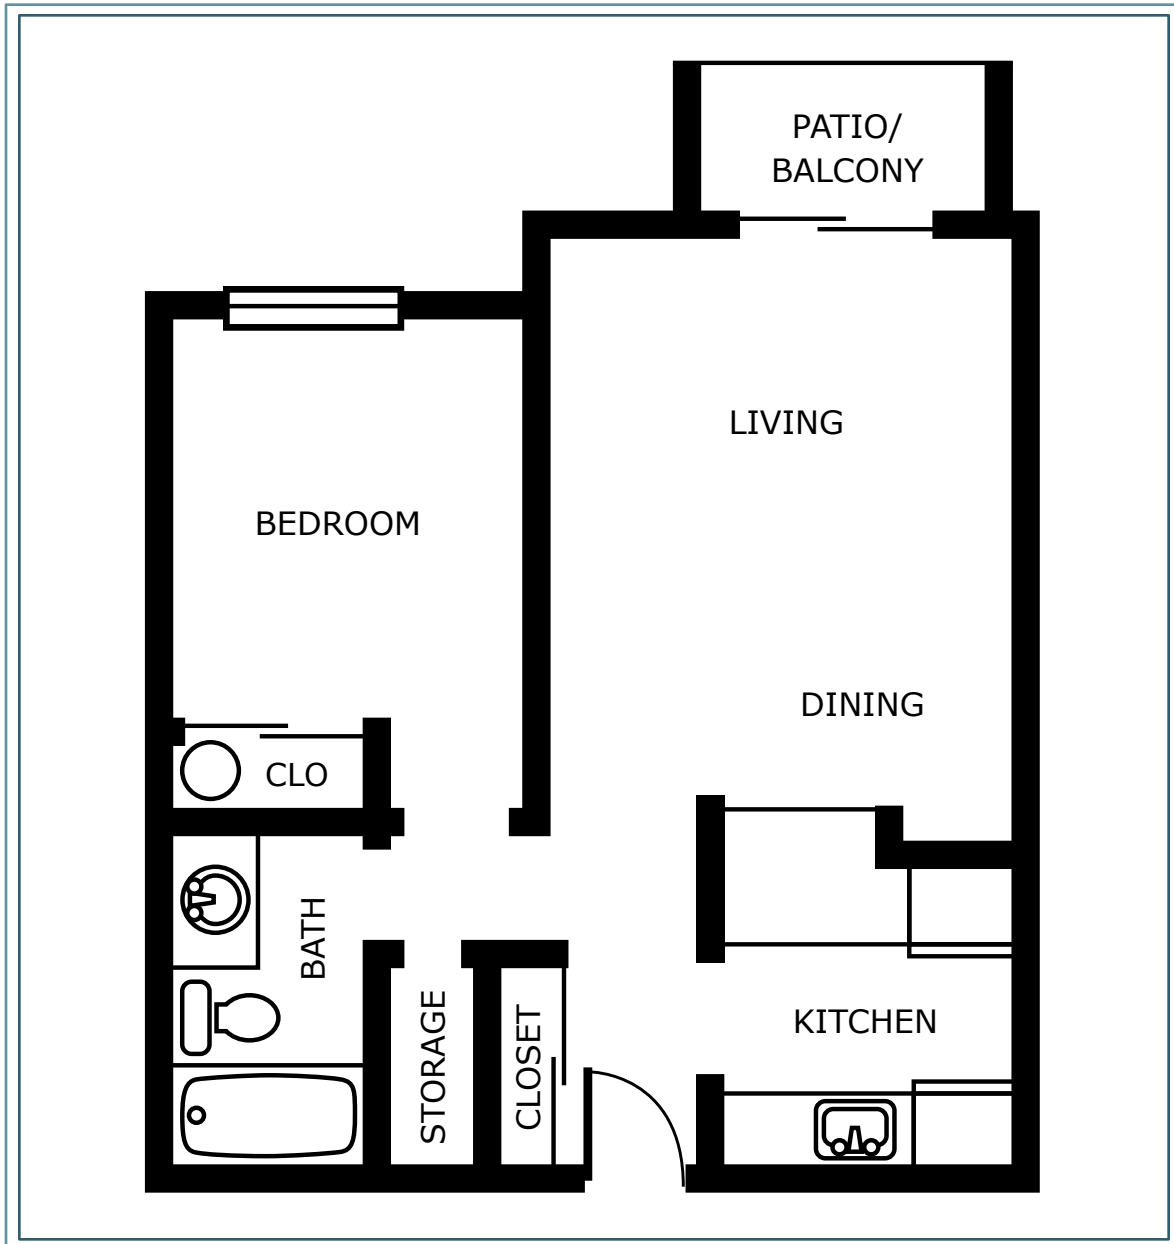 PATIO/
BALCONY
LIVING
BEDROOM
DINING
CLO
BATH
STORAGE
CLOSET
KITCHEN